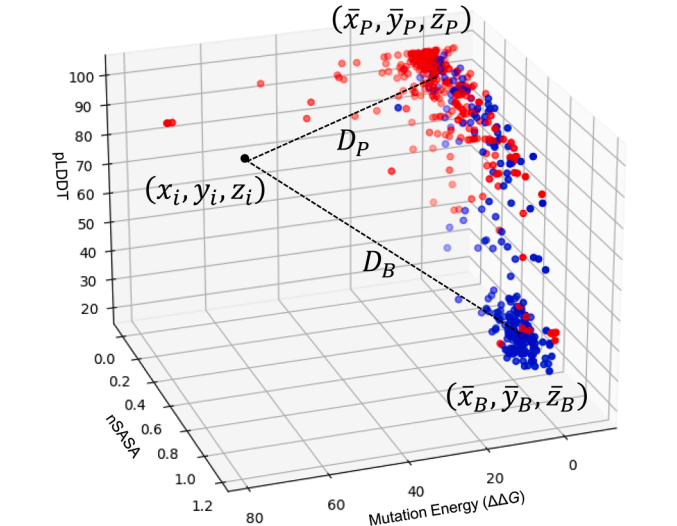 (x̄_P, ȳ_P, z̄_P)
100
90
80
70
60
50
40
30
20
pLDDT
D_P
(x_i, y_i, z_i)
D_B
(x̄_B, ȳ_B, z̄_B)
0.0
0.2
0.4
0.6
0.8
1.0
1.2
nSASA
80
60
40
20
0
Mutation Energy (ΔΔG)